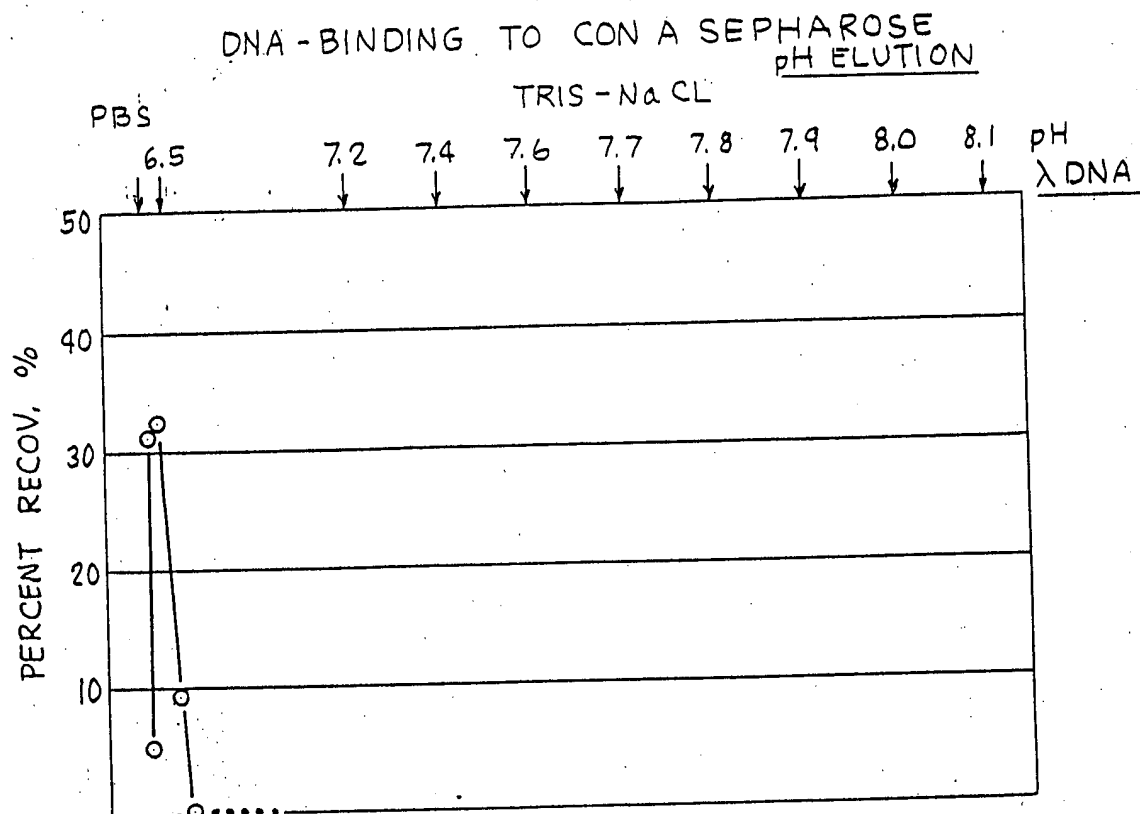 DNA-BINDING TO CON A SEPHAROSE
pH ELUTION
TRIS-NaCL
PBS
6.5 7.2 7.4 7.6 7.7 7.8 7.9 8.0 8.1 pH
λ DNA
50
40
30
20
10
PERCENT RECOV, %